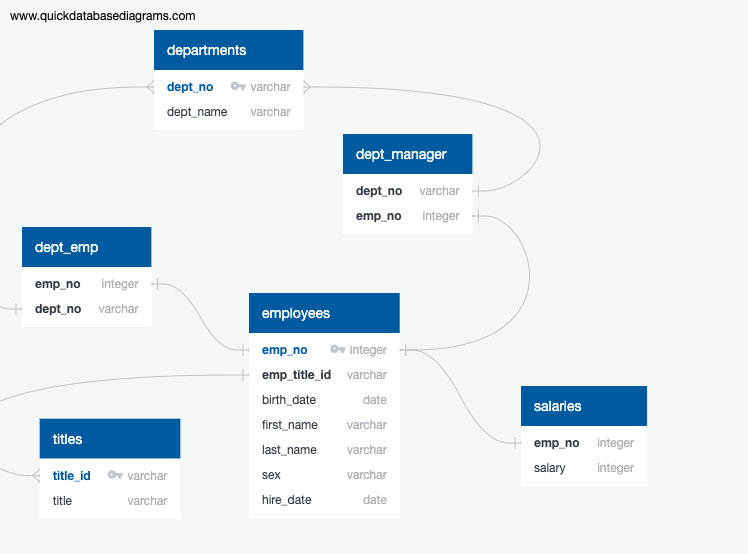 www.quickdatabasediagrams.com
departments
dept_no varchar
dept_name varchar
dept_manager
dept_no varchar
emp_no integer
dept_emp
emp_no integer
dept_no varchar
employees
emp_no integer
emp_title_id varchar
birth_date date
first_name varchar
last_name varchar
sex varchar
hire_date date
salaries
emp_no integer
salary integer
titles
title_id varchar
title varchar